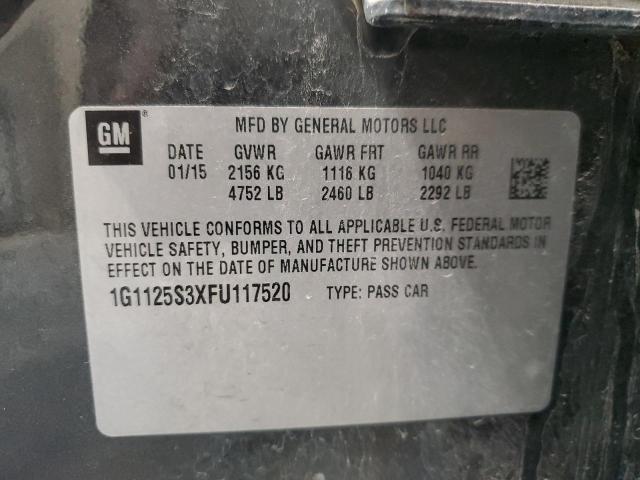 GM®
MFD BY GENERAL MOTORS LLC
DATE GVWR GAWR FRT GAWR RR
01/15 2156 KG 1116 KG 1040 KG
4752 LB 2460 LB 2292 LB
THIS VEHICLE CONFORMS TO ALL APPLICABLE U.S. FEDERAL MOTOR
VEHICLE SAFETY, BUMPER, AND THEFT PREVENTION STANDARDS IN
EFFECT ON THE DATE OF MANUFACTURE SHOWN ABOVE.
1G1125S3XFU117520 TYPE: PASS CAR